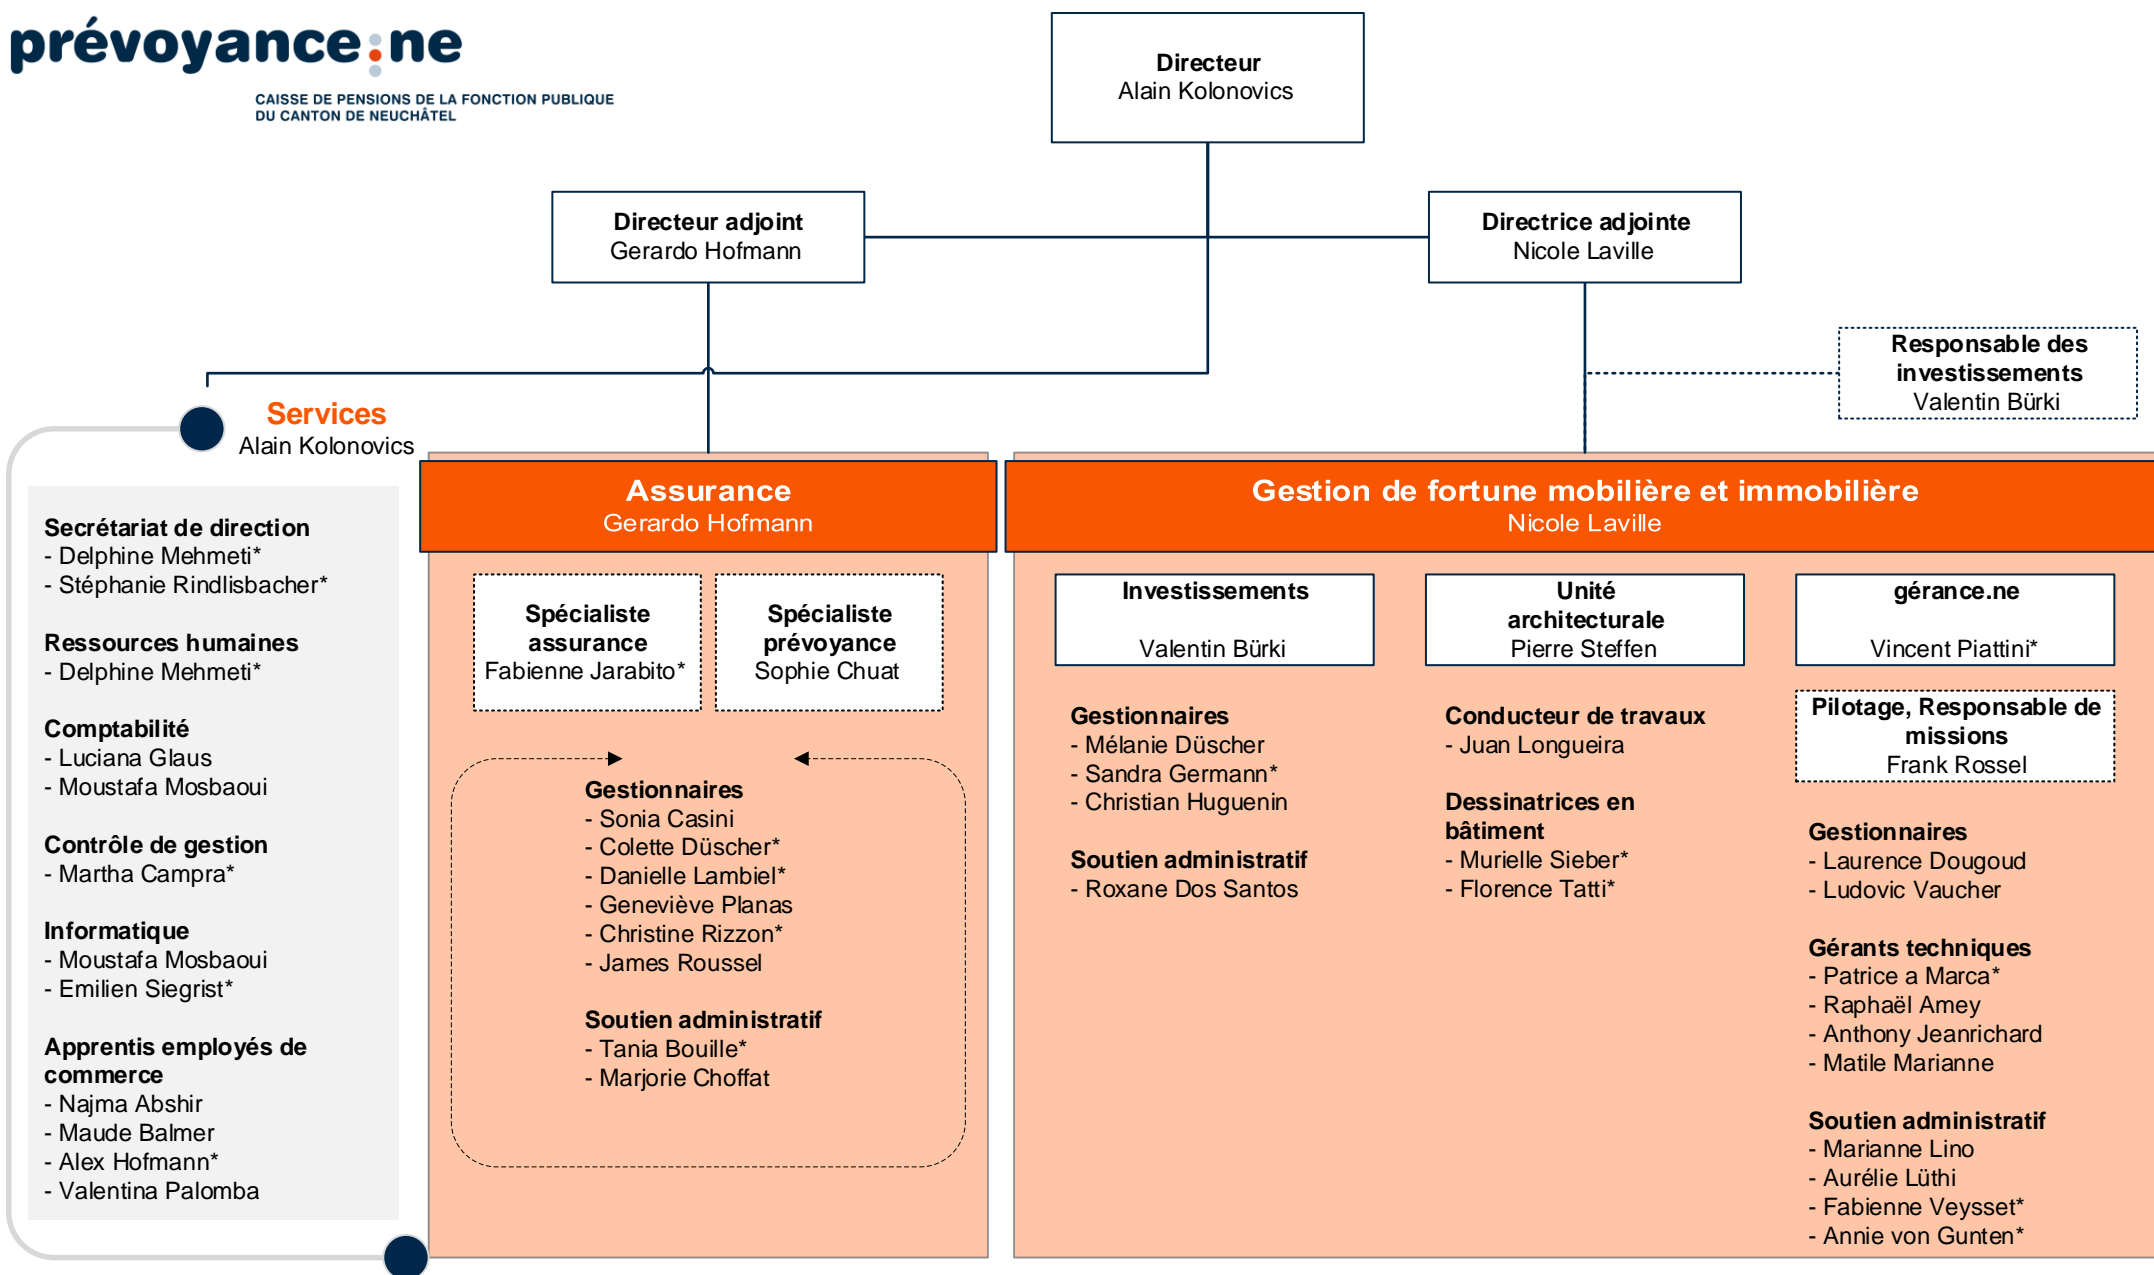 prévoyance:ne
CAISSE DE PENSIONS DE LA FONCTION PUBLIQUE
DU CANTON DE NEUCHÂTEL
Directeur
Alain Kolonovics
Directeur adjoint
Gerardo Hofmann
Directrice adjointe
Nicole Laville
Responsable des
investissements
Valentin Bürki
Services
Alain Kolonovics
Secrétariat de direction
- Delphine Mehmeti*
- Stéphanie Rindlisbacher*
Ressources humaines
- Delphine Mehmeti*
Comptabilité
- Luciana Glaus
- Moustafa Mosbaoui
Contrôle de gestion
- Martha Campra*
Informatique
- Moustafa Mosbaoui
- Emilien Siegrist*
Apprentis employés de
commerce
- Najma Abshir
- Maude Balmer
- Alex Hofmann*
- Valentina Palomba
Assurance
Gerardo Hofmann
Spécialiste
assurance
Fabienne Jarabito*
Spécialiste
prévoyance
Sophie Chuat
Gestionnaires
- Sonia Casini
- Colette Düscher*
- Danielle Lambiel*
- Geneviève Planas
- Christine Rizzon*
- James Roussel
Soutien administratif
- Tania Bouille*
- Marjorie Choffat
Gestion de fortune mobilière et immobilière
Nicole Laville
Investissements
Valentin Bürki
Gestionnaires
- Mélanie Düscher
- Sandra Germann*
- Christian Huguenin
Soutien administratif
- Roxane Dos Santos
Unité
architecturale
Pierre Steffen
Conducteur de travaux
- Juan Longueira
Dessinatrices en
bâtiment
- Murielle Sieber*
- Florence Tatti*
gérance.ne
Vincent Piattini*
Pilotage, Responsable de
missions
Frank Rossel
Gestionnaires
- Laurence Dougoud
- Ludovic Vaucher
Gérants techniques
- Patrice a Marca*
- Raphaël Amey
- Anthony Jeanrichard
- Matile Marianne
Soutien administratif
- Marianne Lino
- Aurélie Lüthi
- Fabienne Veysset*
- Annie von Gunten*